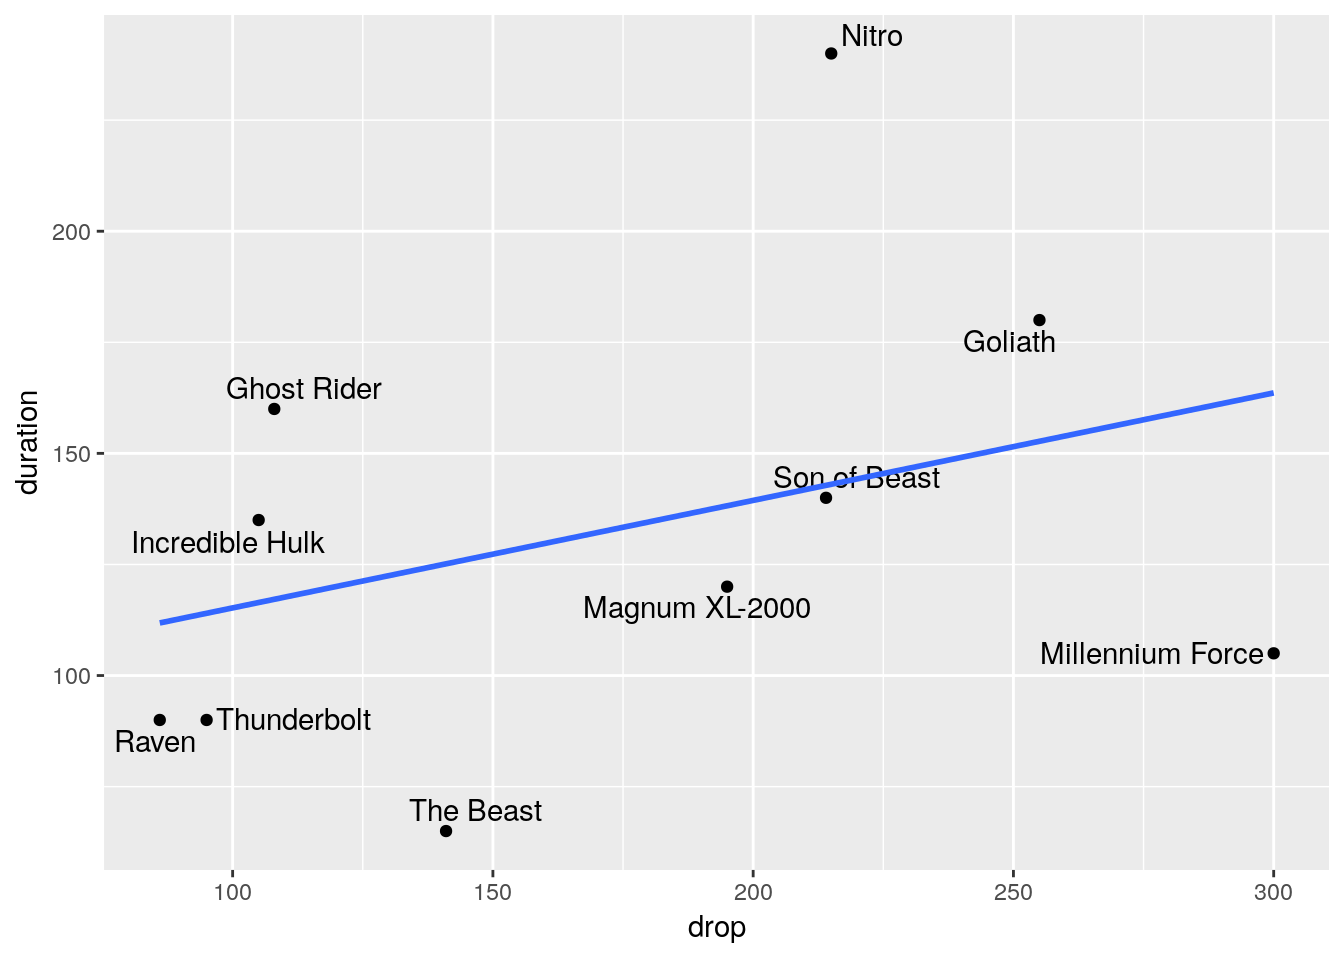 Nitro
200
Goliath
Ghost Rider
150
Son of Beast
Incredible Hulk
Magnum XL-2000
Millennium Force
100
Thunderbolt
Raven
The Beast
duration
100
150
200
250
300
drop